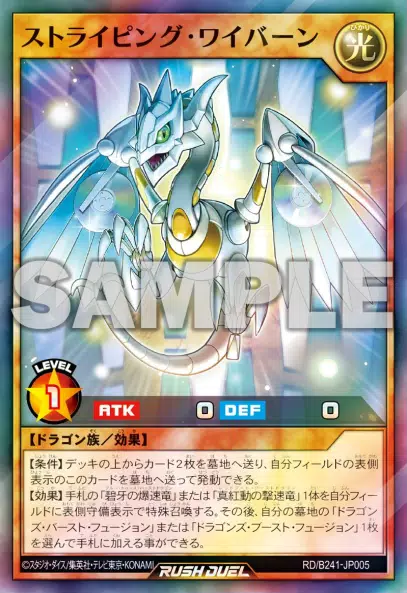 ストライピング・ワイバーン
ひかり
光
SAMPLE
LEVEL
1
ATK 0 DEF 0
【ドラゴン族／効果】
【条件】デッキの上からカード2枚を墓地へ送り、自分フィールドの表側
表示のこのカードを墓地へ送って発動できる。
【効果】手札の「碧牙の爆速竜」または「真紅動の撃速竜」1体を自分フィー
ルドに表側守備表示で特殊召喚する。その後、自分の墓地の「ドラゴン
ズ・バースト・フュージョン」または「ドラゴンズ・ブースト・フュージョン」1枚
を選んで手札に加える事ができる。
©スタジオ・ダイス/集英社・テレビ東京・KONAMI
RUSH DUEL
RD/B241-JP005